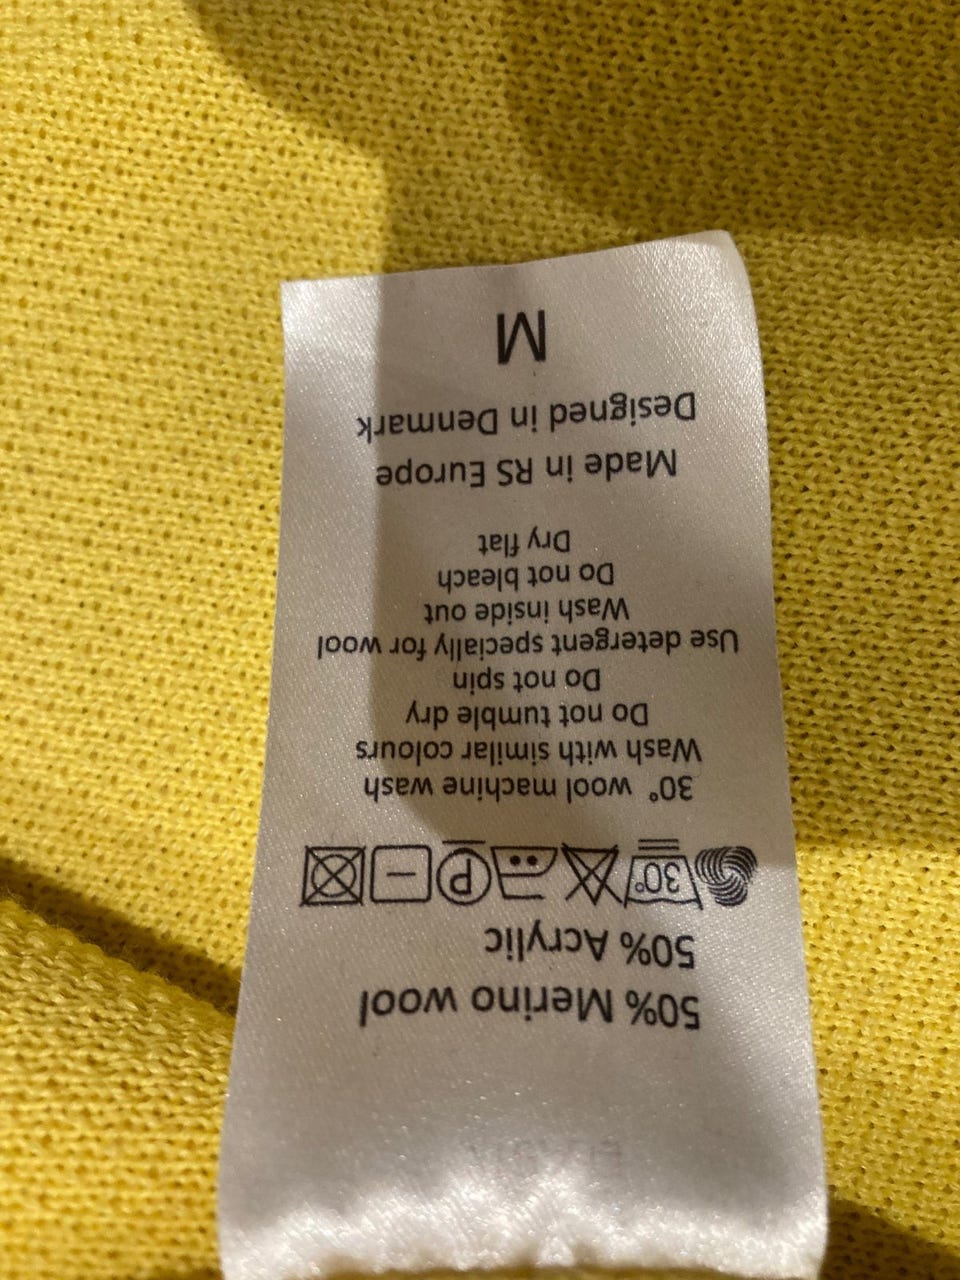 50% Merino wool
50% Acrylic
30° P
30° wool machine wash
Wash with similar colours
Do not tumble dry
Do not spin
Use detergent specially for wool
Wash inside out
Do not bleach
Dry flat
Made in RS Europe
Designed in Denmark
M